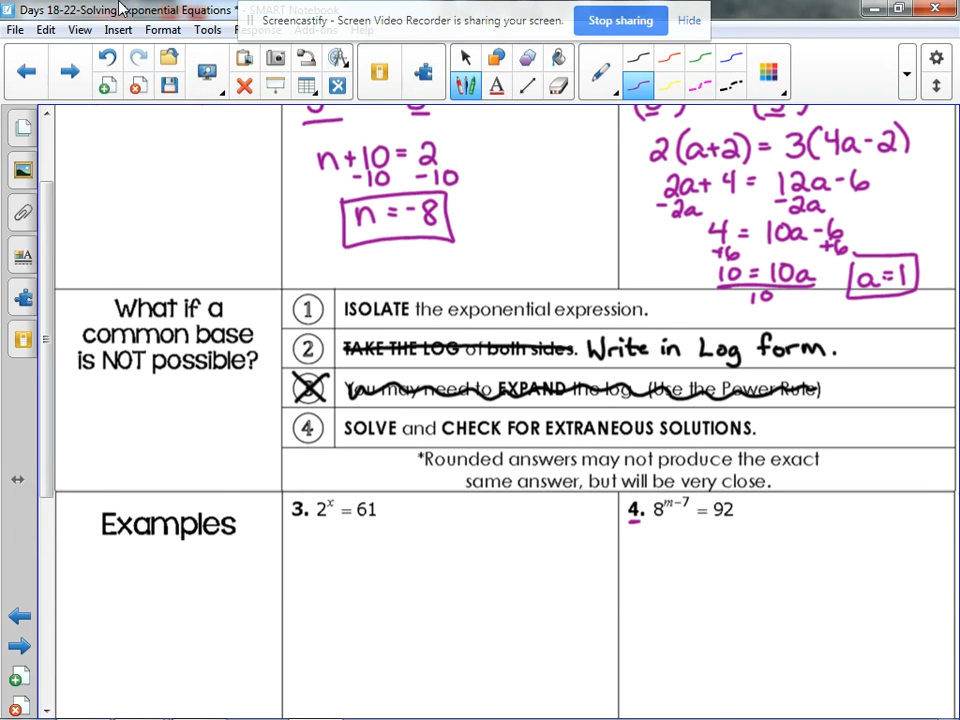 Days 18-22-Solving Exponential Equations * - SMART Notebook
Screencastify - Screen Video Recorder is sharing your screen.
Stop sharing
Hide
File Edit View Insert Format Tools Response Add-ons Help
n+10 = 2
-10 -10
n = -8
2(a+2) = 3(4a-2)
2a+4 = 12a-6
-2a -2a
4 = 10a-6
+6 +6
10 = 10a
10
a=1
What if a
common base
is NOT possible?
1 ISOLATE the exponential expression.
2 TAKE THE LOG of both sides. Write in Log form.
3 You may need to EXPAND the log (Use the Power Rule)
4 SOLVE and CHECK FOR EXTRANEOUS SOLUTIONS.
*Rounded answers may not produce the exact
same answer, but will be very close.
Examples
3. 2^x = 61
4. 8^{m-7} = 92